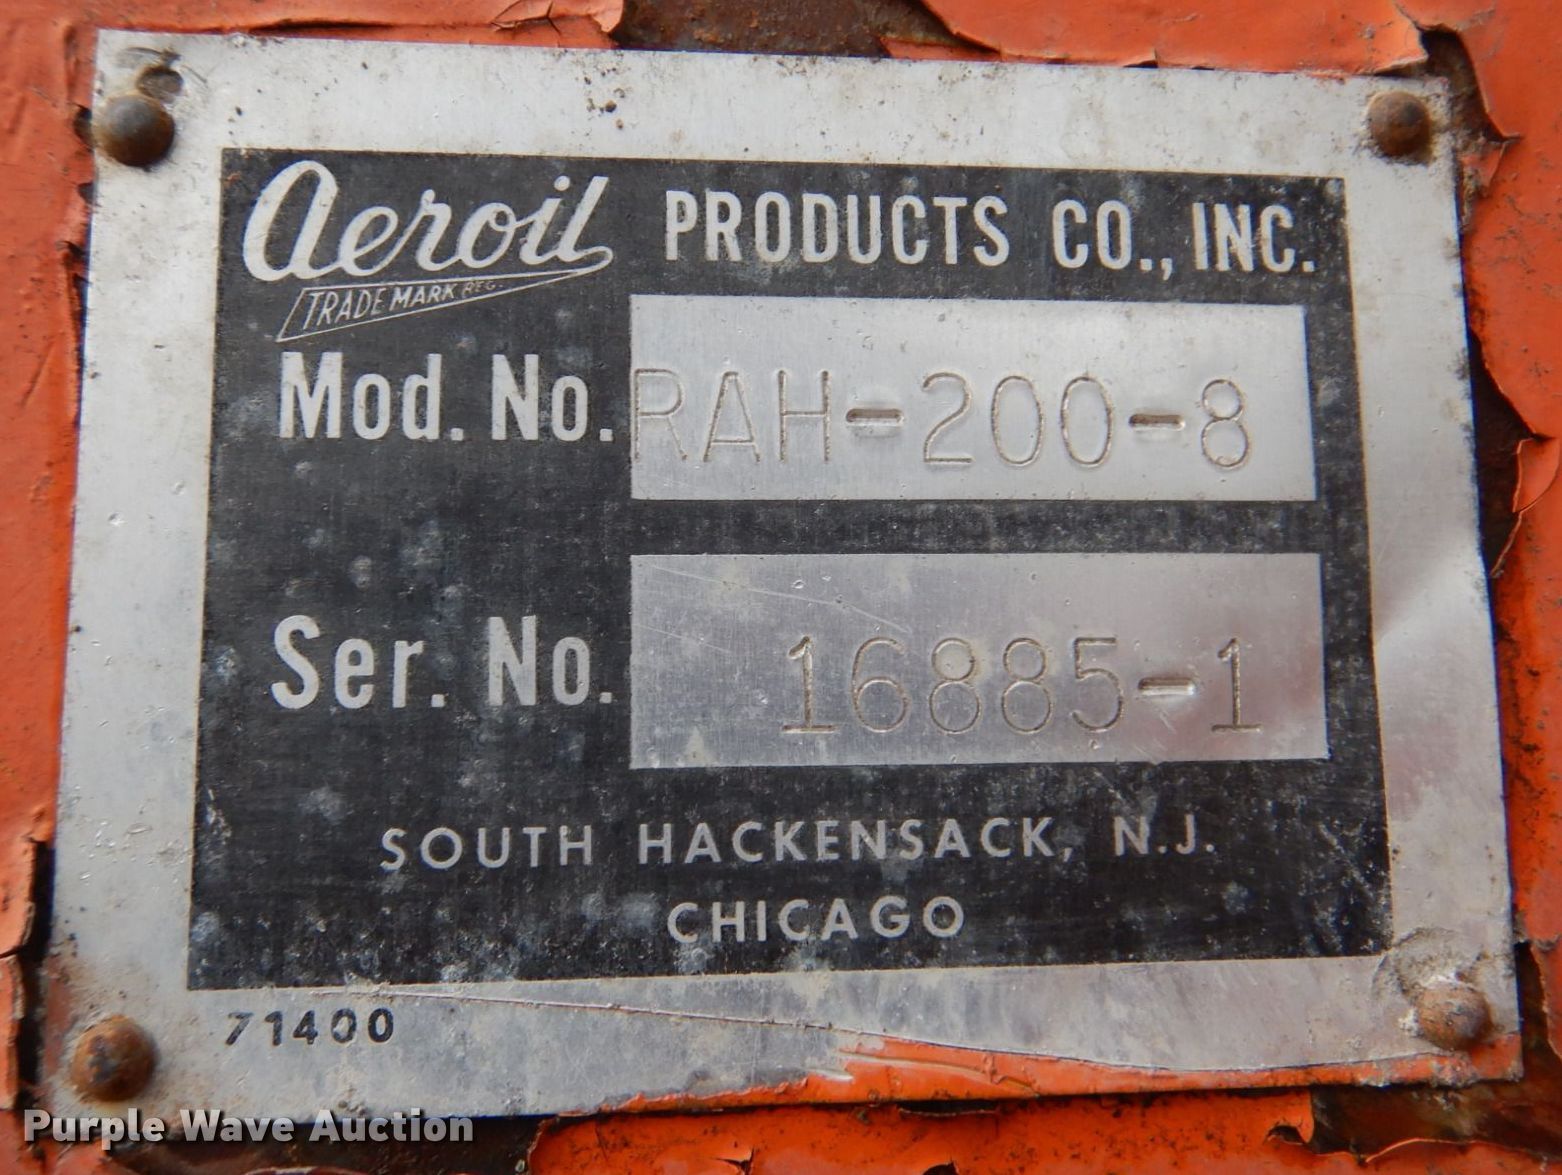 Aeroil PRODUCTS CO., INC.
TRADE MARK REG.
Mod. No. RAH-200-8
Ser. No. 16885-1
SOUTH HACKENSACK, N.J.
CHICAGO
71400
Purple Wave Auction